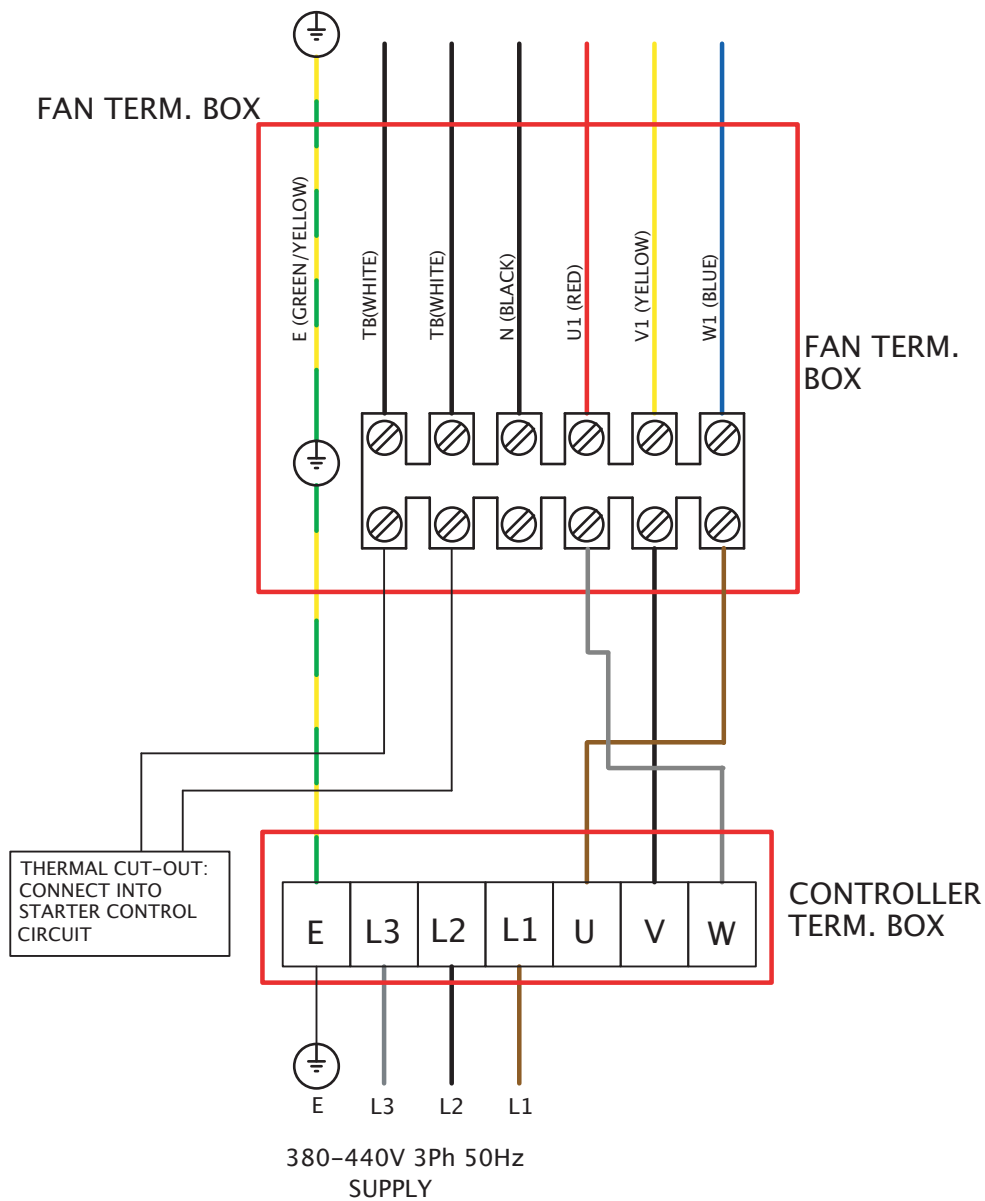 FAN TERM. BOX
E (GREEN/YELLOW)
TB(WHITE)
TB(WHITE)
N (BLACK)
U1 (RED)
V1 (YELLOW)
W1 (BLUE)
FAN TERM.
BOX
THERMAL CUT-OUT:
CONNECT INTO
STARTER CONTROL
CIRCUIT
E L3 L2 L1 U V W
CONTROLLER
TERM. BOX
E L3 L2 L1
380-440V 3Ph 50Hz
SUPPLY